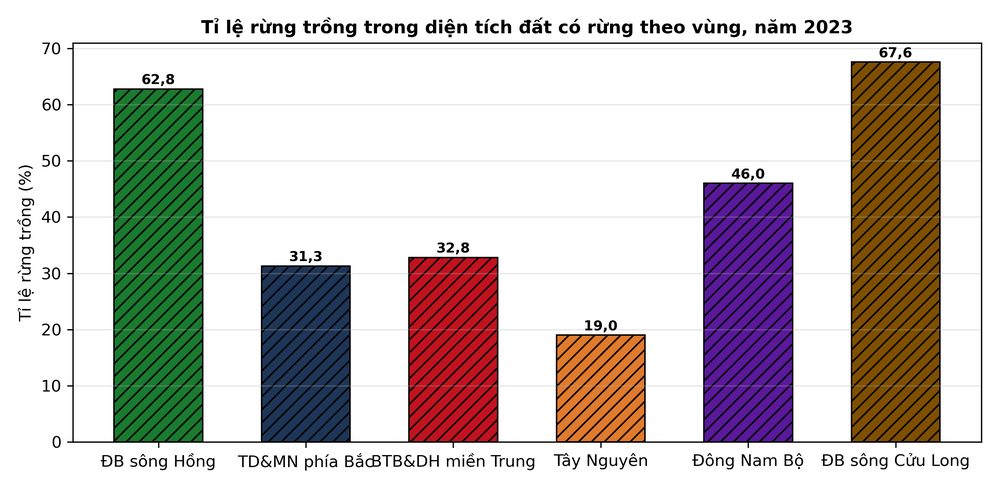 Tỉ lệ rừng trồng trong diện tích đất có rừng theo vùng, năm 2023
Tỉ lệ rừng trồng (%)
70
60
50
40
30
20
10
0
62,8
31,3
32,8
19,0
46,0
67,6
ĐB sông Hồng
TD&MN phía Bắc
BTB&DH miền Trung
Tây Nguyên
Đông Nam Bộ
ĐB sông Cửu Long